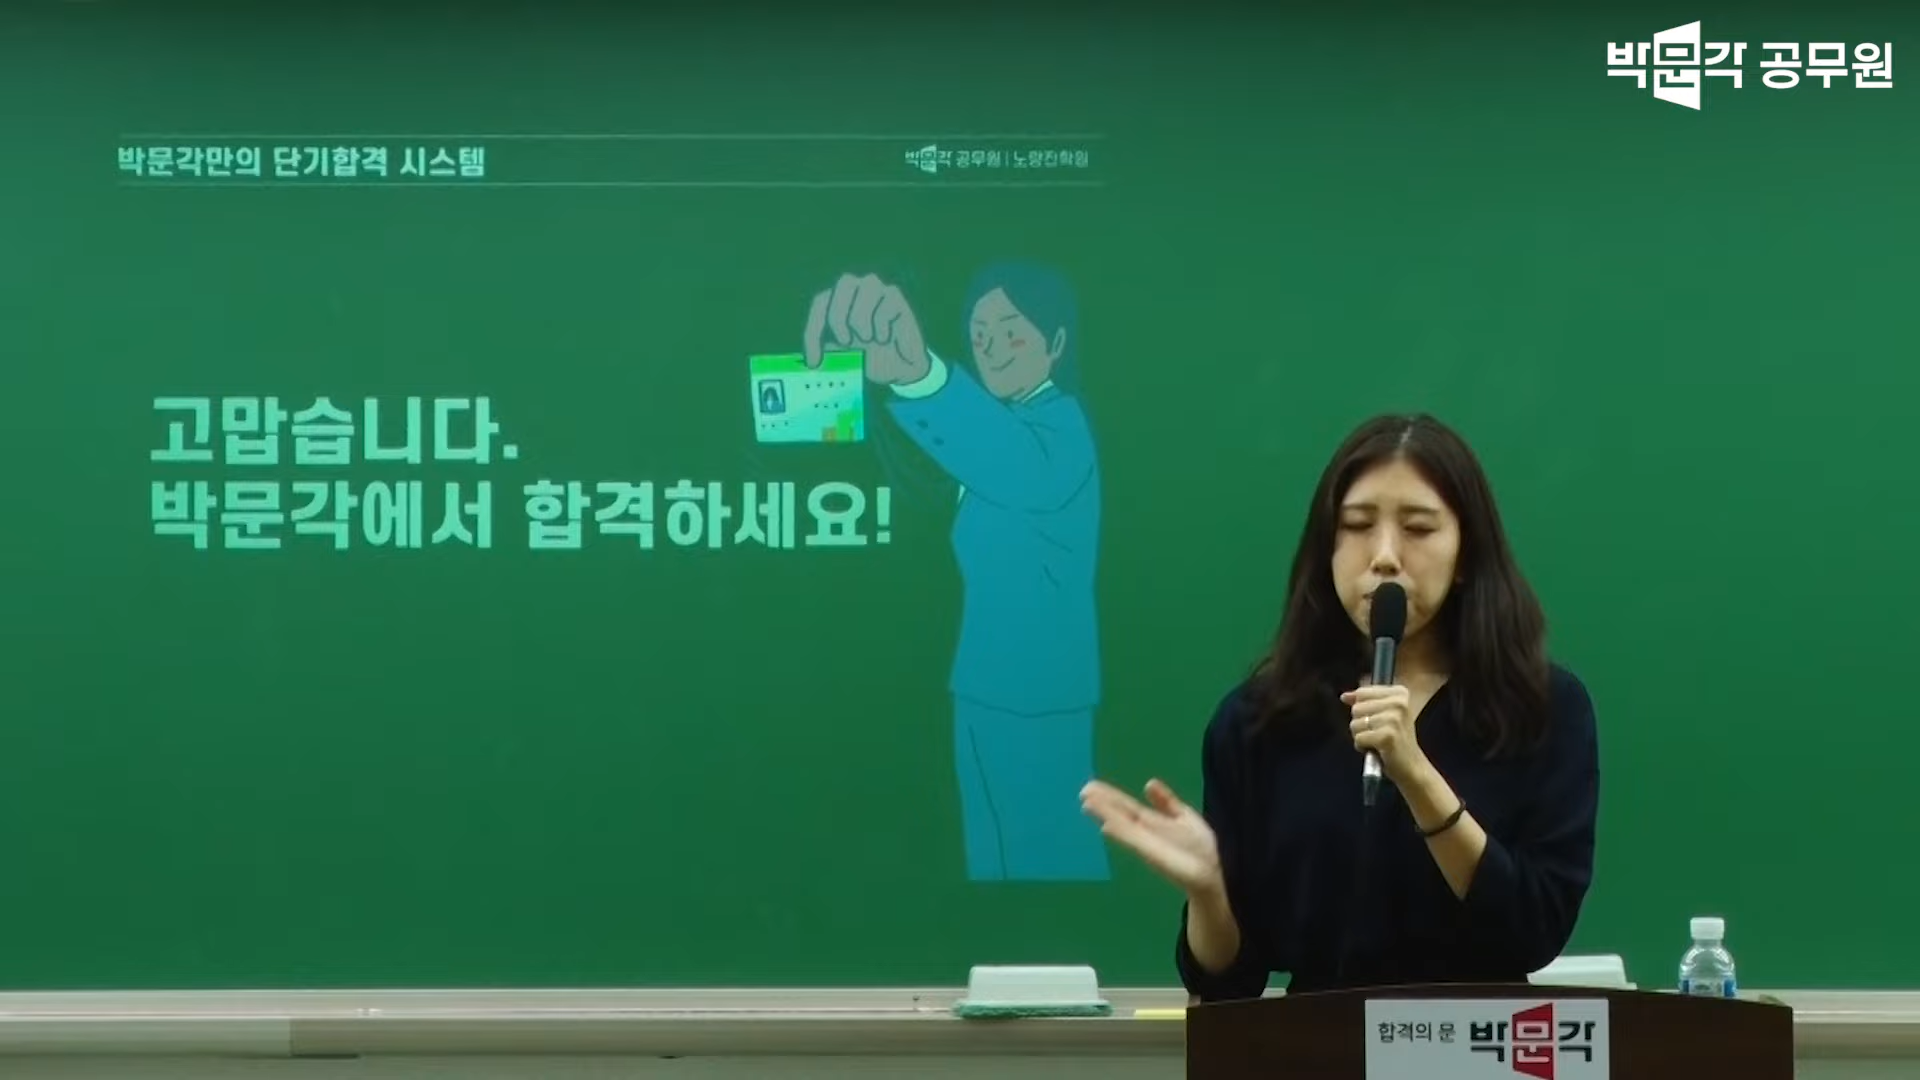 박문각 공무원
박문각만의 단기합격 시스템
박문각 공무원 | 노량진학원
고맙습니다.
박문각에서 합격하세요!
합격의 문 박문각